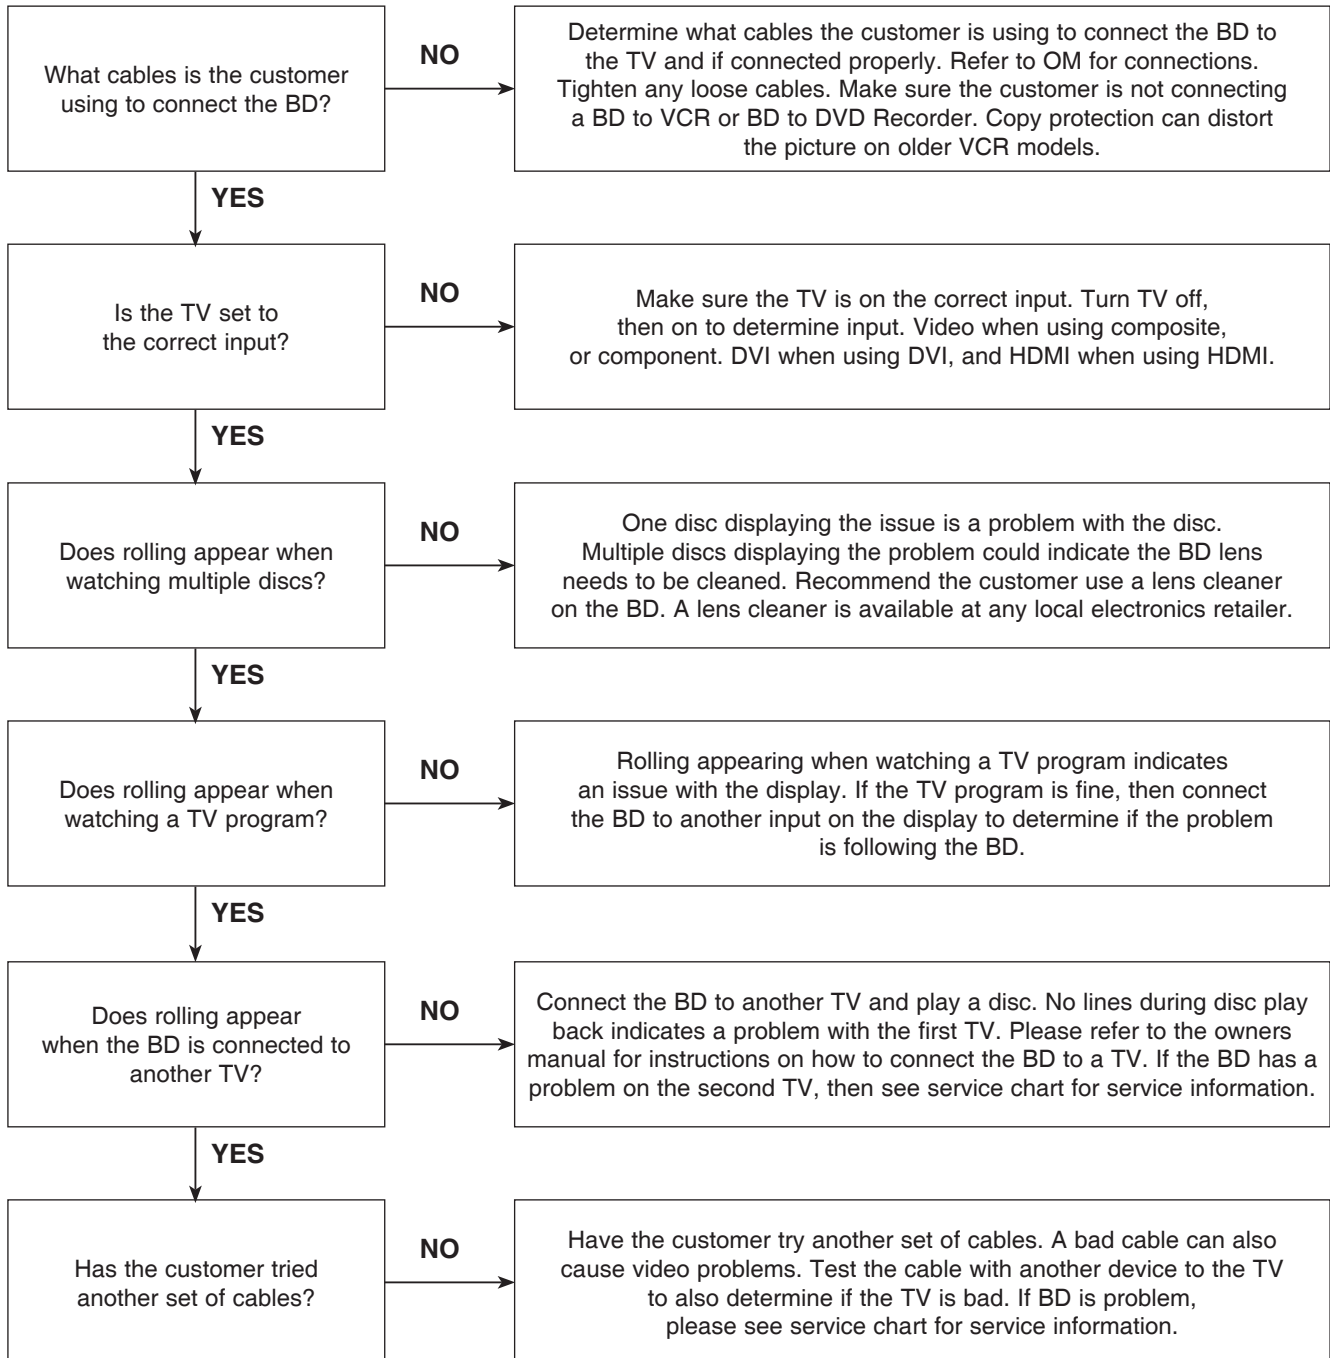 What cables is the customer
using to connect the BD?
NO
Determine what cables the customer is using to connect the BD to
the TV and if connected properly. Refer to OM for connections.
Tighten any loose cables. Make sure the customer is not connecting
a BD to VCR or BD to DVD Recorder. Copy protection can distort
the picture on older VCR models.
YES
Is the TV set to
the correct input?
NO
Make sure the TV is on the correct input. Turn TV off,
then on to determine input. Video when using composite,
or component. DVI when using DVI, and HDMI when using HDMI.
YES
Does rolling appear when
watching multiple discs?
NO
One disc displaying the issue is a problem with the disc.
Multiple discs displaying the problem could indicate the BD lens
needs to be cleaned. Recommend the customer use a lens cleaner
on the BD. A lens cleaner is available at any local electronics retailer.
YES
Does rolling appear when
watching a TV program?
NO
Rolling appearing when watching a TV program indicates
an issue with the display. If the TV program is fine, then connect
the BD to another input on the display to determine if the problem
is following the BD.
YES
Does rolling appear
when the BD is connected to
another TV?
NO
Connect the BD to another TV and play a disc. No lines during disc play
back indicates a problem with the first TV. Please refer to the owners
manual for instructions on how to connect the BD to a TV. If the BD has a
problem on the second TV, then see service chart for service information.
YES
Has the customer tried
another set of cables?
NO
Have the customer try another set of cables. A bad cable can also
cause video problems. Test the cable with another device to the TV
to also determine if the TV is bad. If BD is problem,
please see service chart for service information.